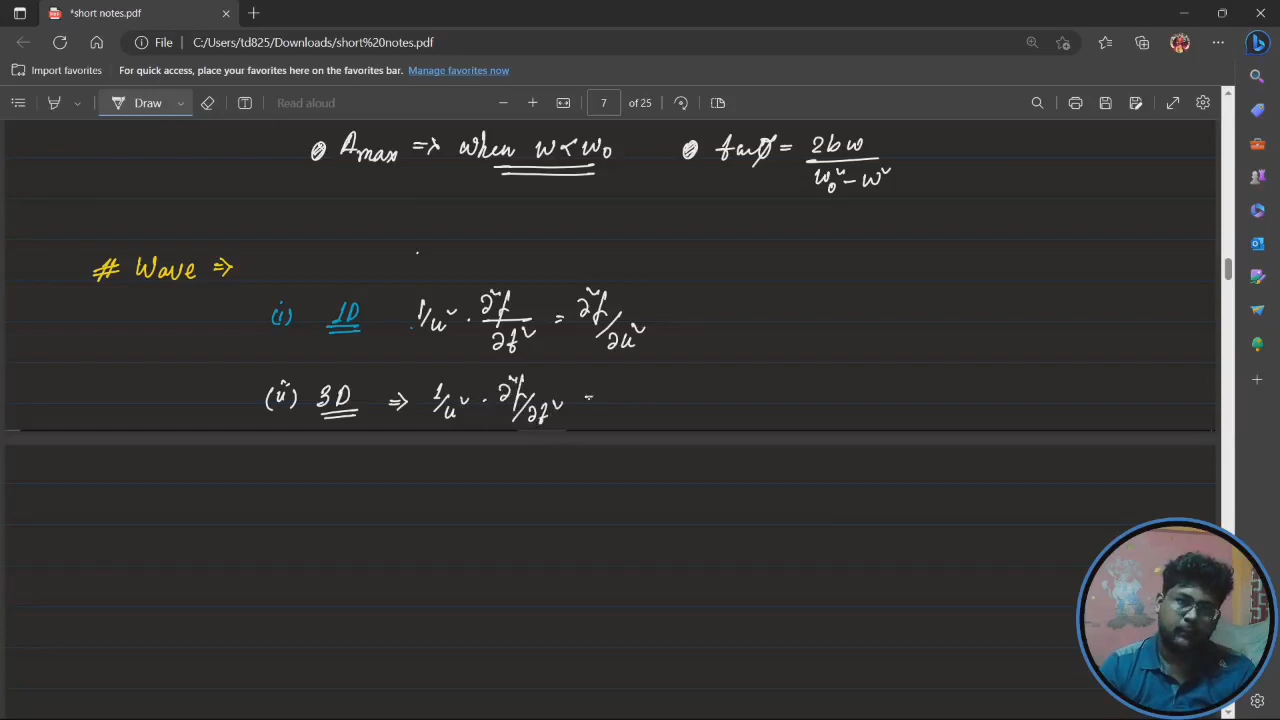 *short notes.pdf
File C:/Users/td825/Downloads/short%20notes.pdf
Import favorites For quick access, place your favorites here on the favorites bar. Manage favorites now
Draw Read aloud 7 of 25
Amax => when ω < ω₀ tanφ = 2bω / ω₀² − ω²
# Wave =>
(i) 1D 1/u² · ∂²f/∂t² = ∂²f/∂x²
(ii) 3D => 1/u² · ∂²f/∂t² =